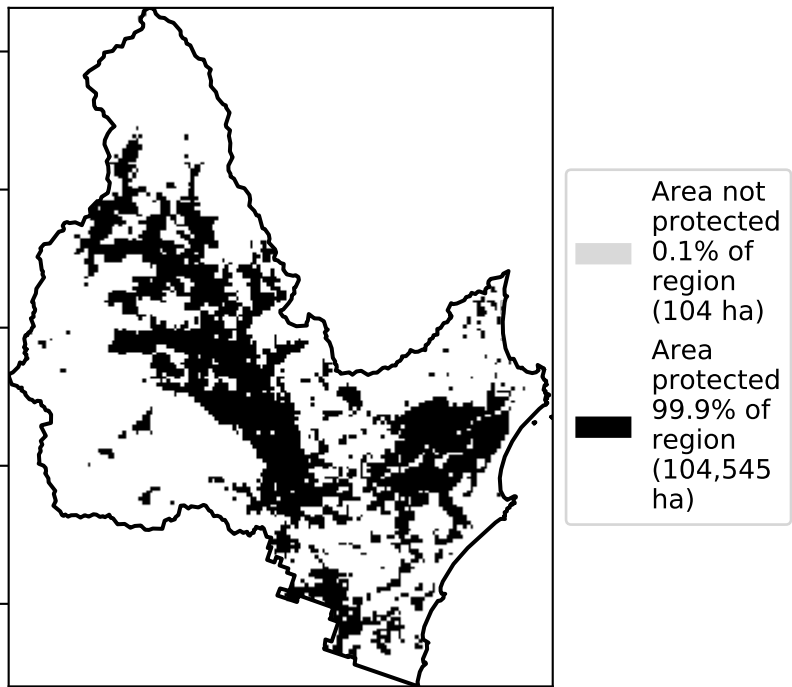 Area not
protected
0.1% of
region
(104 ha)
Area
protected
99.9% of
region
(104,545
ha)